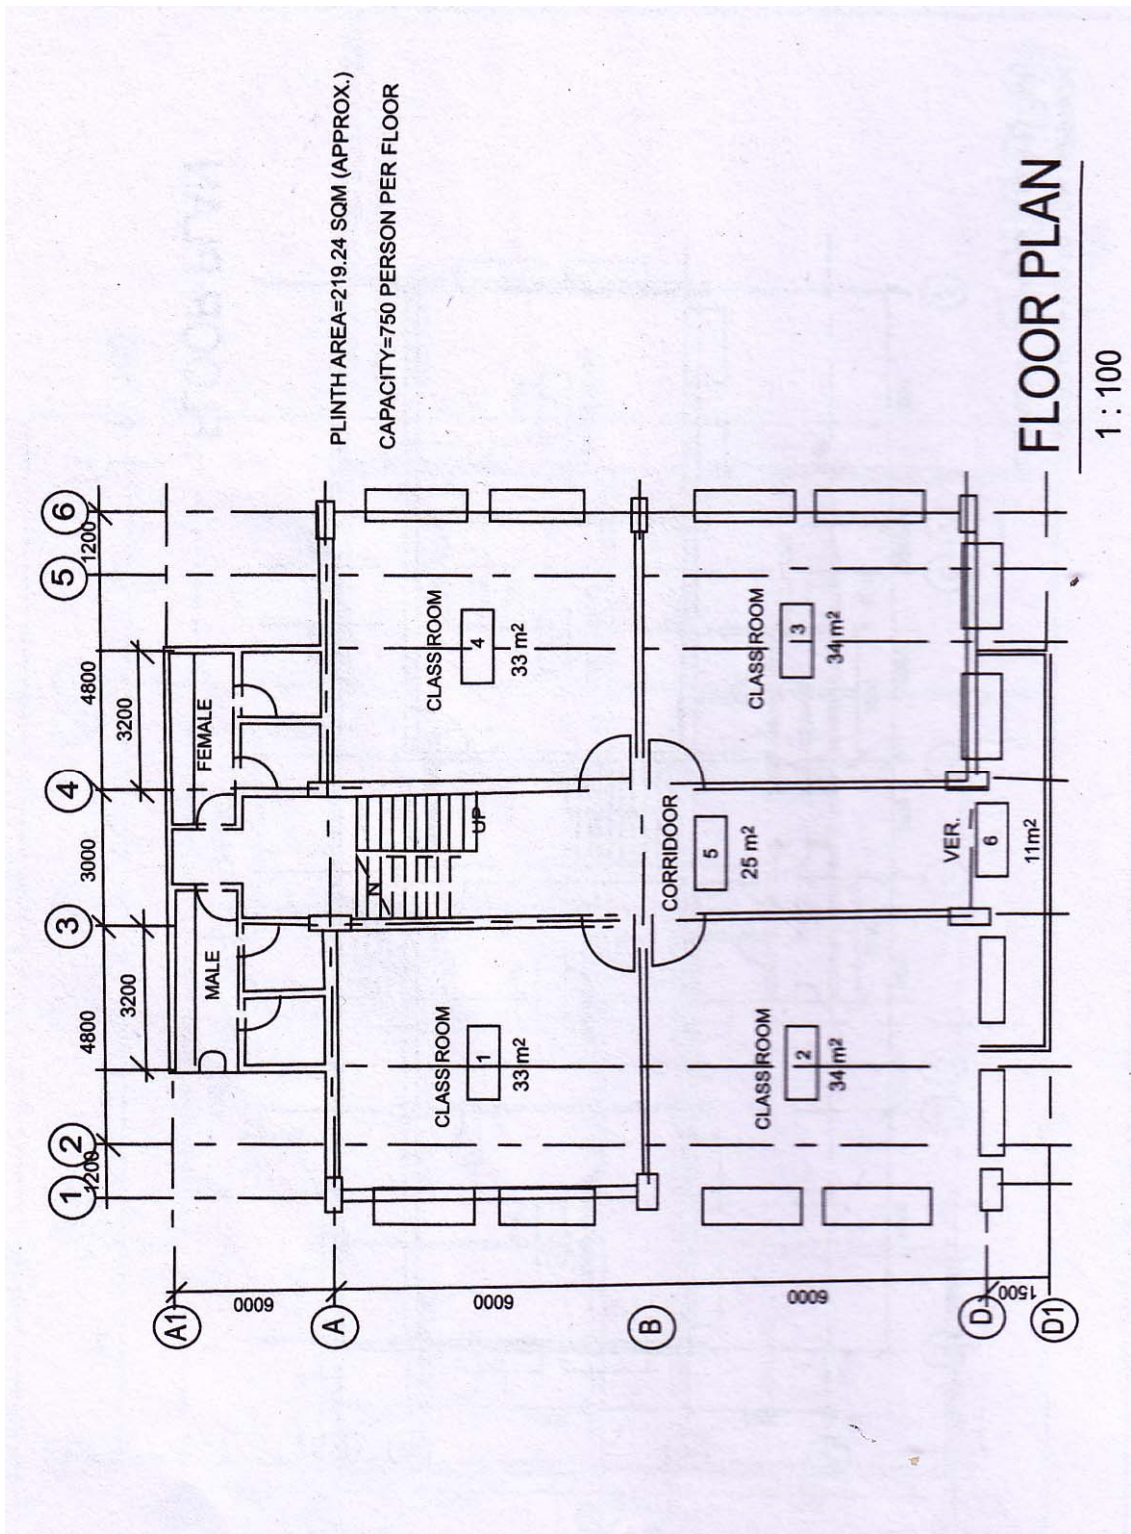 1 2 3 4 5 6
1200 4800 3000 4800 1200
3200 3200
A1
MALE FEMALE
6000
A
PLINTH AREA=219.24 SQM (APPROX.)
N
CAPACITY=750 PERSON PER FLOOR
CLASS ROOM CLASS ROOM
UP
1 4
6000
33 m² 33 m²
B
CORRIDOOR
5
25 m²
CLASS ROOM CLASS ROOM
2 3
6000
34 m² 34 m²
VER.
D 6
1500
11m²
D1
FLOOR PLAN
1 : 100